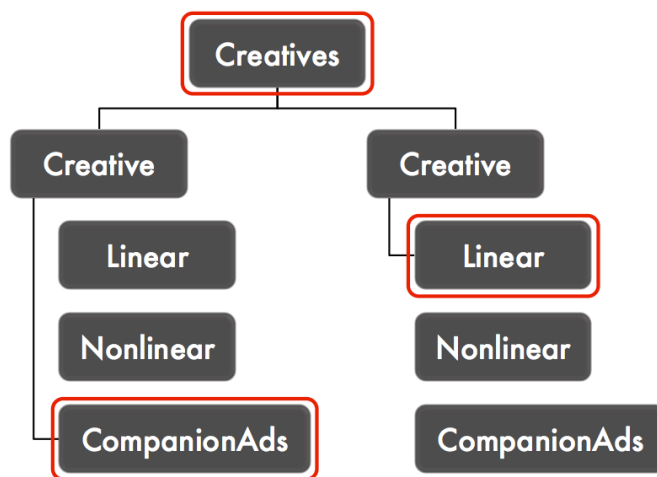 Creatives
Creative
Creative
Linear
Linear
Nonlinear
Nonlinear
CompanionAds
CompanionAds